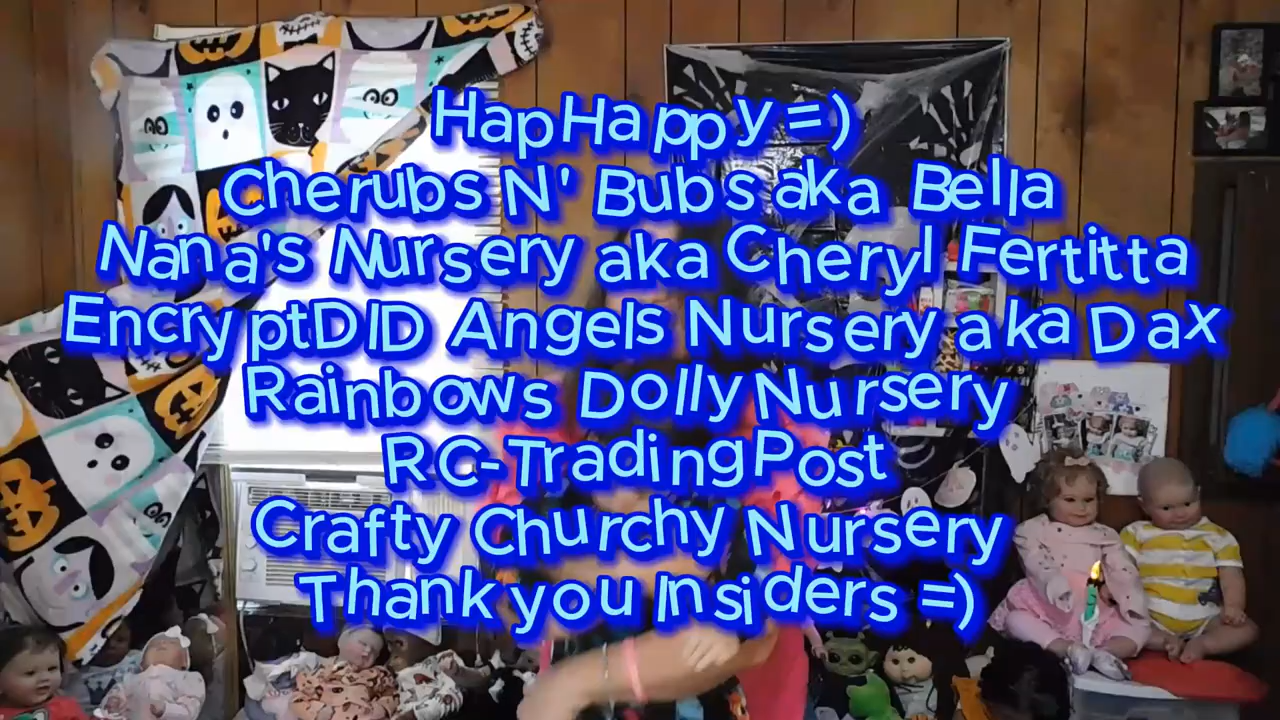 HapHappy =)
Cherubs N' Bubs aka Bella
Nana's Nursery aka Cheryl Fertitta
EncryptDID Angels Nursery aka Dax
Rainbows Dolly Nursery
RC-TradingPost
Crafty Churchy Nursery
Thank you Insiders =)